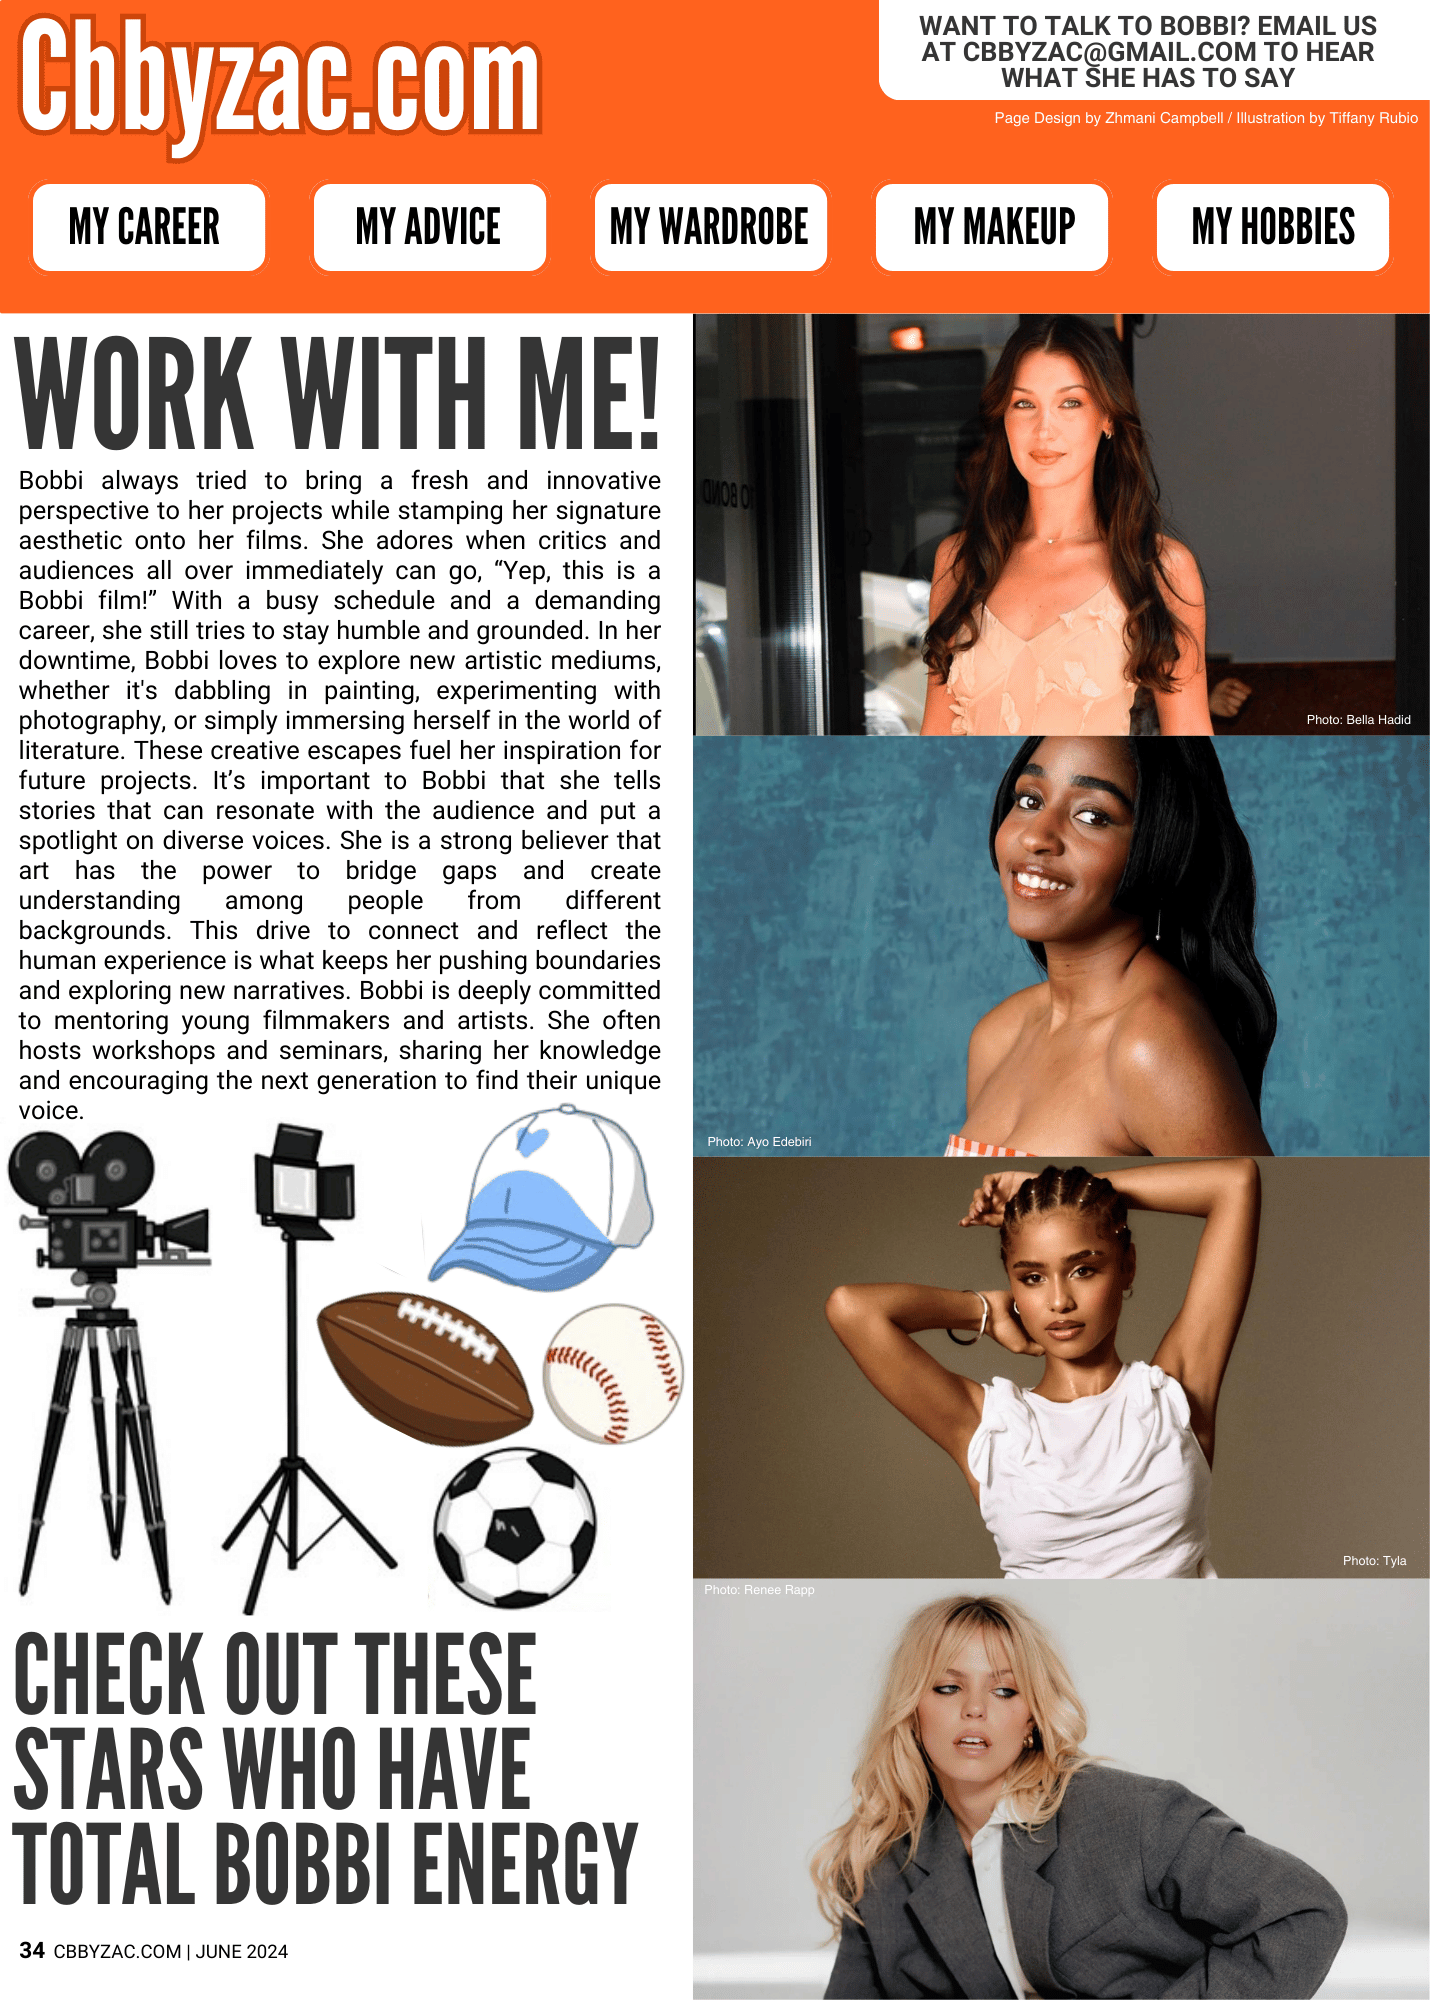 Cbbyzac.com
WANT TO TALK TO BOBBI? EMAIL US
AT CBBYZAC@GMAIL.COM TO HEAR
WHAT SHE HAS TO SAY
Page Design by Zhmani Campbell / Illustration by Tiffany Rubio
MY CAREER
MY ADVICE
MY WARDROBE
MY MAKEUP
MY HOBBIES
WORK WITH ME!
Bobbi always tried to bring a fresh and innovative
perspective to her projects while stamping her signature
aesthetic onto her films. She adores when critics and
audiences all over immediately can go, “Yep, this is a
Bobbi film!” With a busy schedule and a demanding
career, she still tries to stay humble and grounded. In her
downtime, Bobbi loves to explore new artistic mediums,
whether it's dabbling in painting, experimenting with
photography, or simply immersing herself in the world of
literature. These creative escapes fuel her inspiration for
future projects. It’s important to Bobbi that she tells
stories that can resonate with the audience and put a
spotlight on diverse voices. She is a strong believer that
art has the power to bridge gaps and create
understanding among people from different
backgrounds. This drive to connect and reflect the
human experience is what keeps her pushing boundaries
and exploring new narratives. Bobbi is deeply committed
to mentoring young filmmakers and artists. She often
hosts workshops and seminars, sharing her knowledge
and encouraging the next generation to find their unique
voice.
Photo: Bella Hadid
Photo: Ayo Edebiri
Photo: Tyla
Photo: Renee Rapp
CHECK OUT THESE
STARS WHO HAVE
TOTAL BOBBI ENERGY
34 CBBYZAC.COM | JUNE 2024